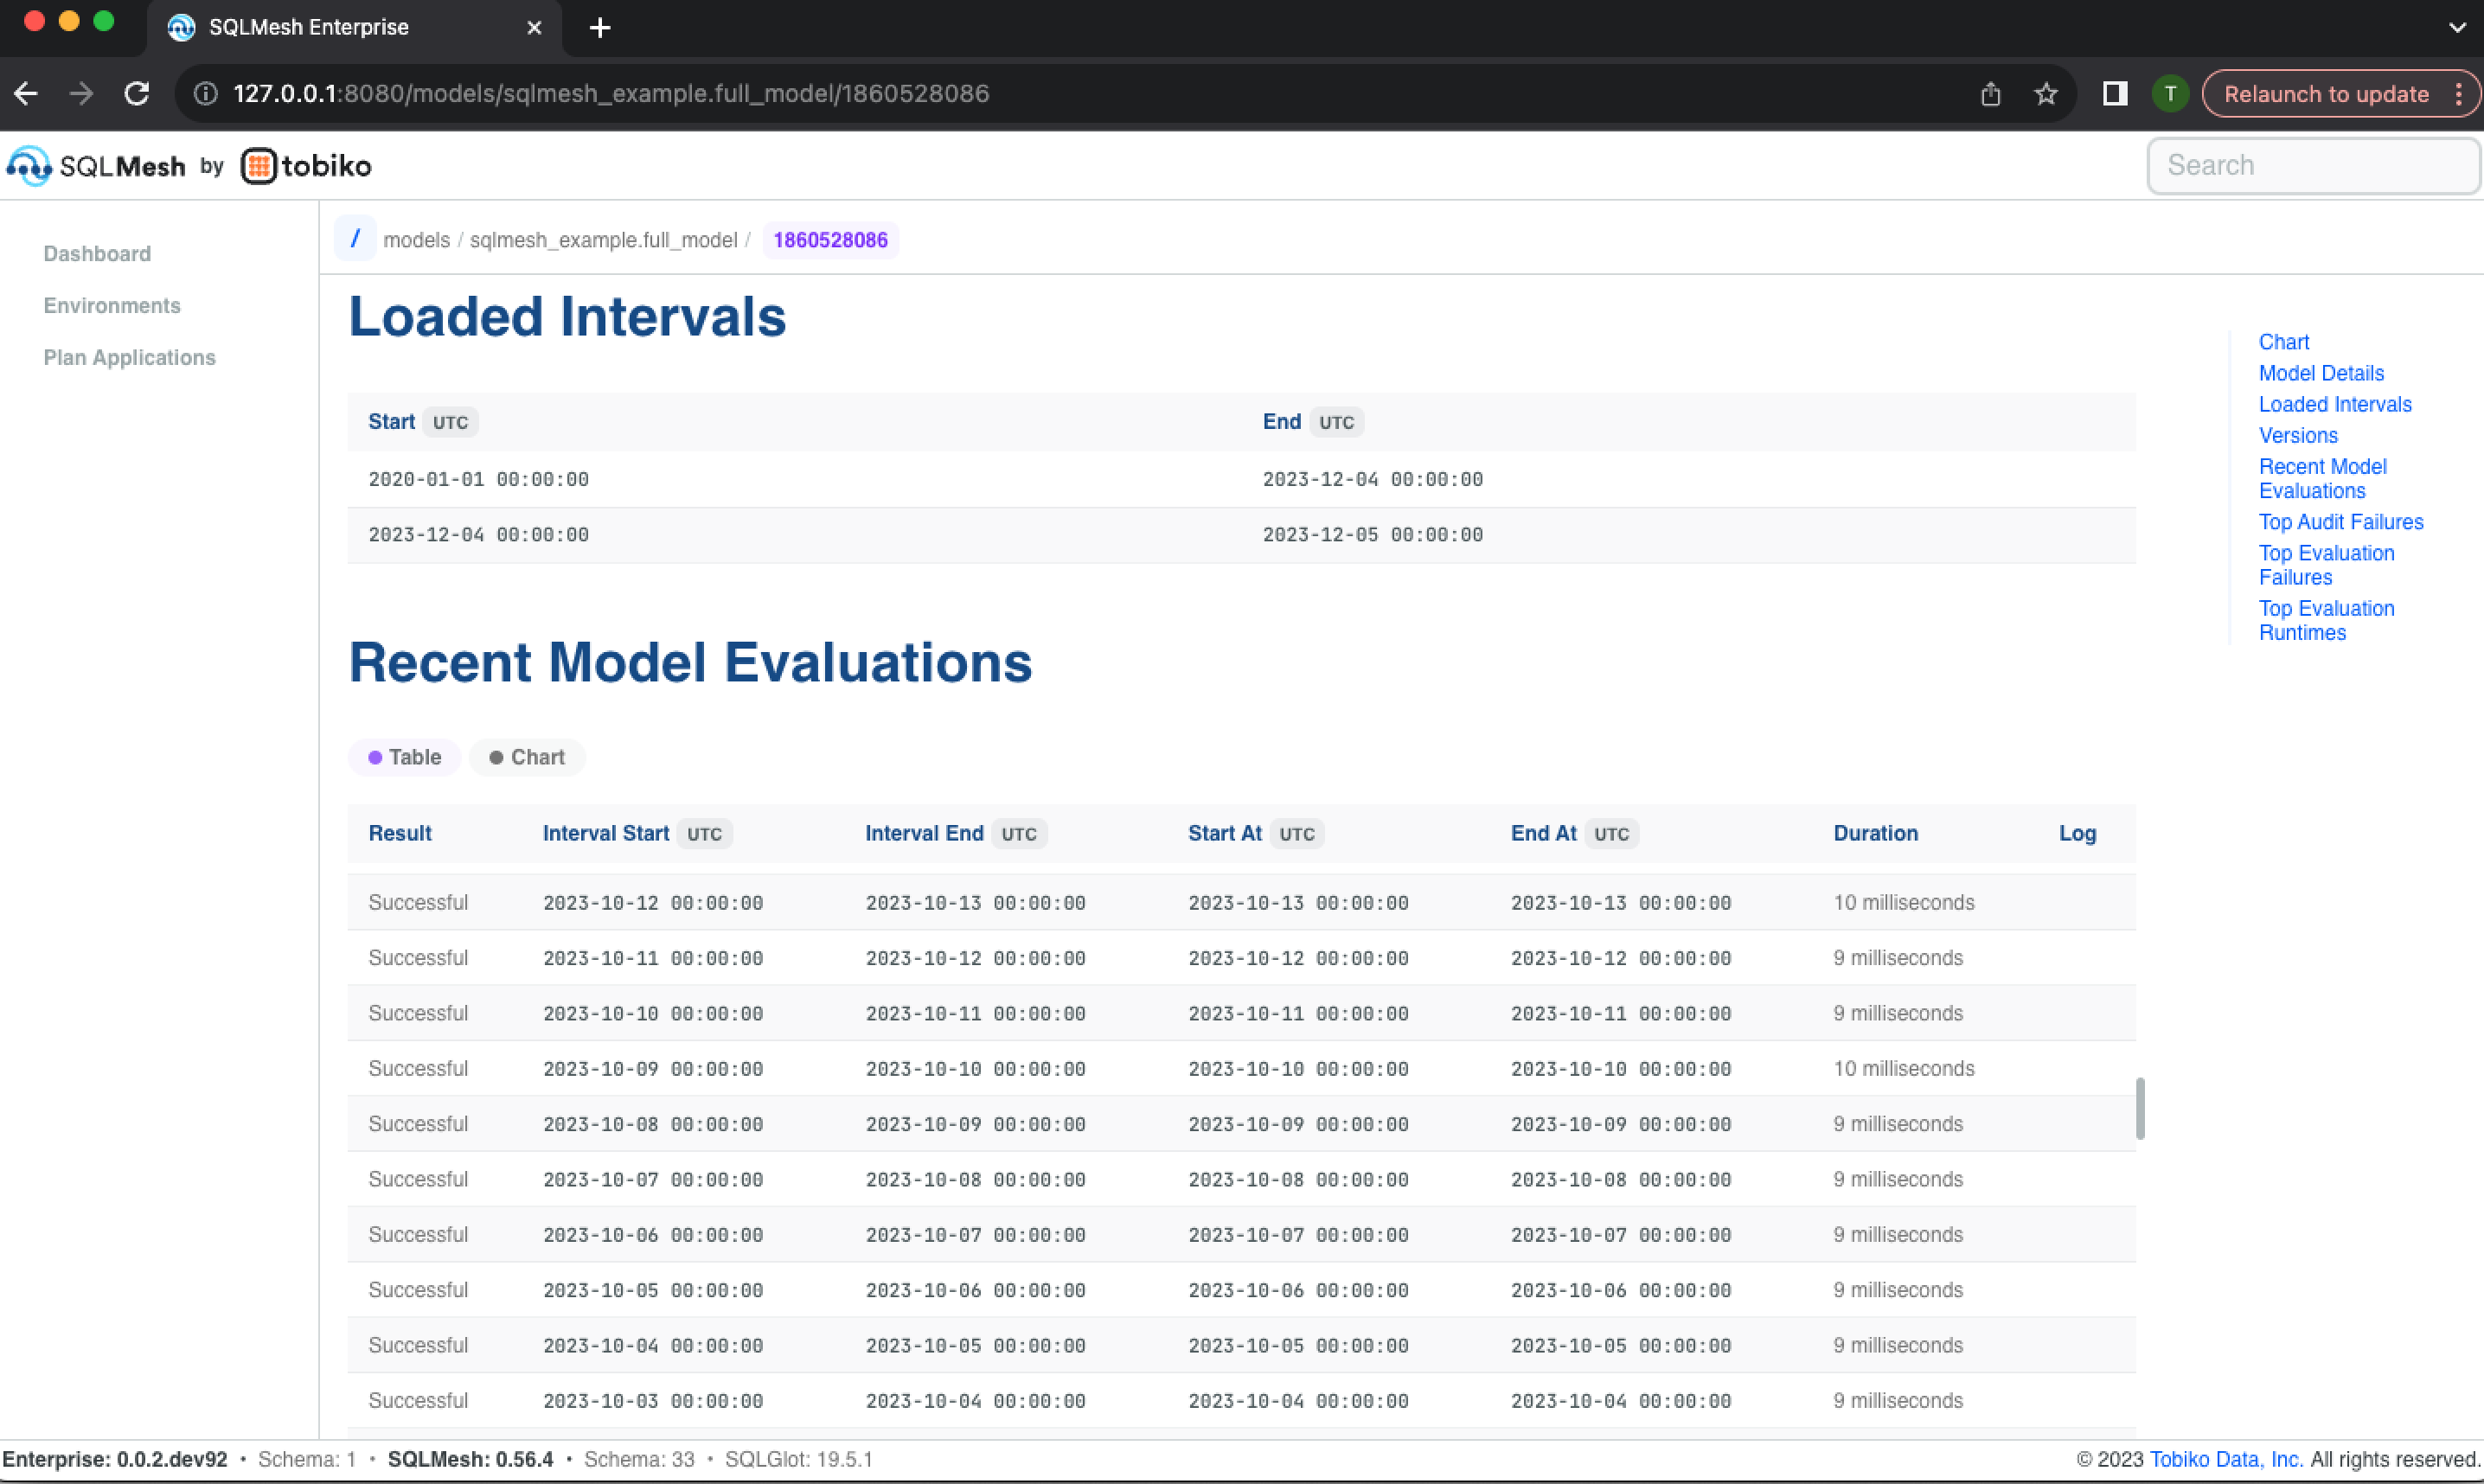 SQLMesh Enterprise
127.0.0.1:8080/models/sqlmesh_example.full_model/1860528086
T
Relaunch to update
SQLMesh by tobiko
Search
Dashboard
Environments
Plan Applications
/ models / sqlmesh_example.full_model / 1860528086
Loaded Intervals
Start UTC End UTC
2020-01-01 00:00:00 2023-12-04 00:00:00
2023-12-04 00:00:00 2023-12-05 00:00:00
Chart
Model Details
Loaded Intervals
Versions
Recent Model
Evaluations
Top Audit Failures
Top Evaluation
Failures
Top Evaluation
Runtimes
Recent Model Evaluations
Table Chart
Result Interval Start UTC Interval End UTC Start At UTC End At UTC Duration Log
Successful 2023-10-12 00:00:00 2023-10-13 00:00:00 2023-10-13 00:00:00 2023-10-13 00:00:00 10 milliseconds
Successful 2023-10-11 00:00:00 2023-10-12 00:00:00 2023-10-12 00:00:00 2023-10-12 00:00:00 9 milliseconds
Successful 2023-10-10 00:00:00 2023-10-11 00:00:00 2023-10-11 00:00:00 2023-10-11 00:00:00 9 milliseconds
Successful 2023-10-09 00:00:00 2023-10-10 00:00:00 2023-10-10 00:00:00 2023-10-10 00:00:00 10 milliseconds
Successful 2023-10-08 00:00:00 2023-10-09 00:00:00 2023-10-09 00:00:00 2023-10-09 00:00:00 9 milliseconds
Successful 2023-10-07 00:00:00 2023-10-08 00:00:00 2023-10-08 00:00:00 2023-10-08 00:00:00 9 milliseconds
Successful 2023-10-06 00:00:00 2023-10-07 00:00:00 2023-10-07 00:00:00 2023-10-07 00:00:00 9 milliseconds
Successful 2023-10-05 00:00:00 2023-10-06 00:00:00 2023-10-06 00:00:00 2023-10-06 00:00:00 9 milliseconds
Successful 2023-10-04 00:00:00 2023-10-05 00:00:00 2023-10-05 00:00:00 2023-10-05 00:00:00 9 milliseconds
Successful 2023-10-03 00:00:00 2023-10-04 00:00:00 2023-10-04 00:00:00 2023-10-04 00:00:00 9 milliseconds
Enterprise: 0.0.2.dev92 • Schema: 1 • SQLMesh: 0.56.4 • Schema: 33 • SQLGlot: 19.5.1
© 2023 Tobiko Data, Inc. All rights reserved.